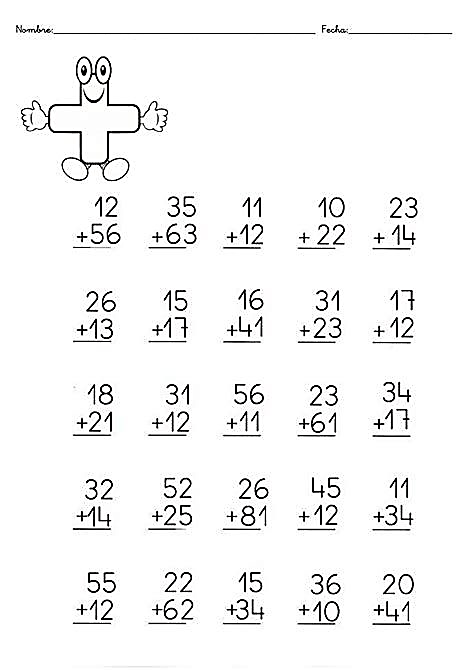 Nombre: Fecha:
12 35 11 10 23
+56 +63 +12 +22 +14
26 15 16 31 17
+13 +17 +41 +23 +12
18 31 56 23 34
+21 +12 +11 +61 +17
32 52 26 45 11
+14 +25 +81 +12 +34
55 22 15 36 20
+12 +62 +34 +10 +41